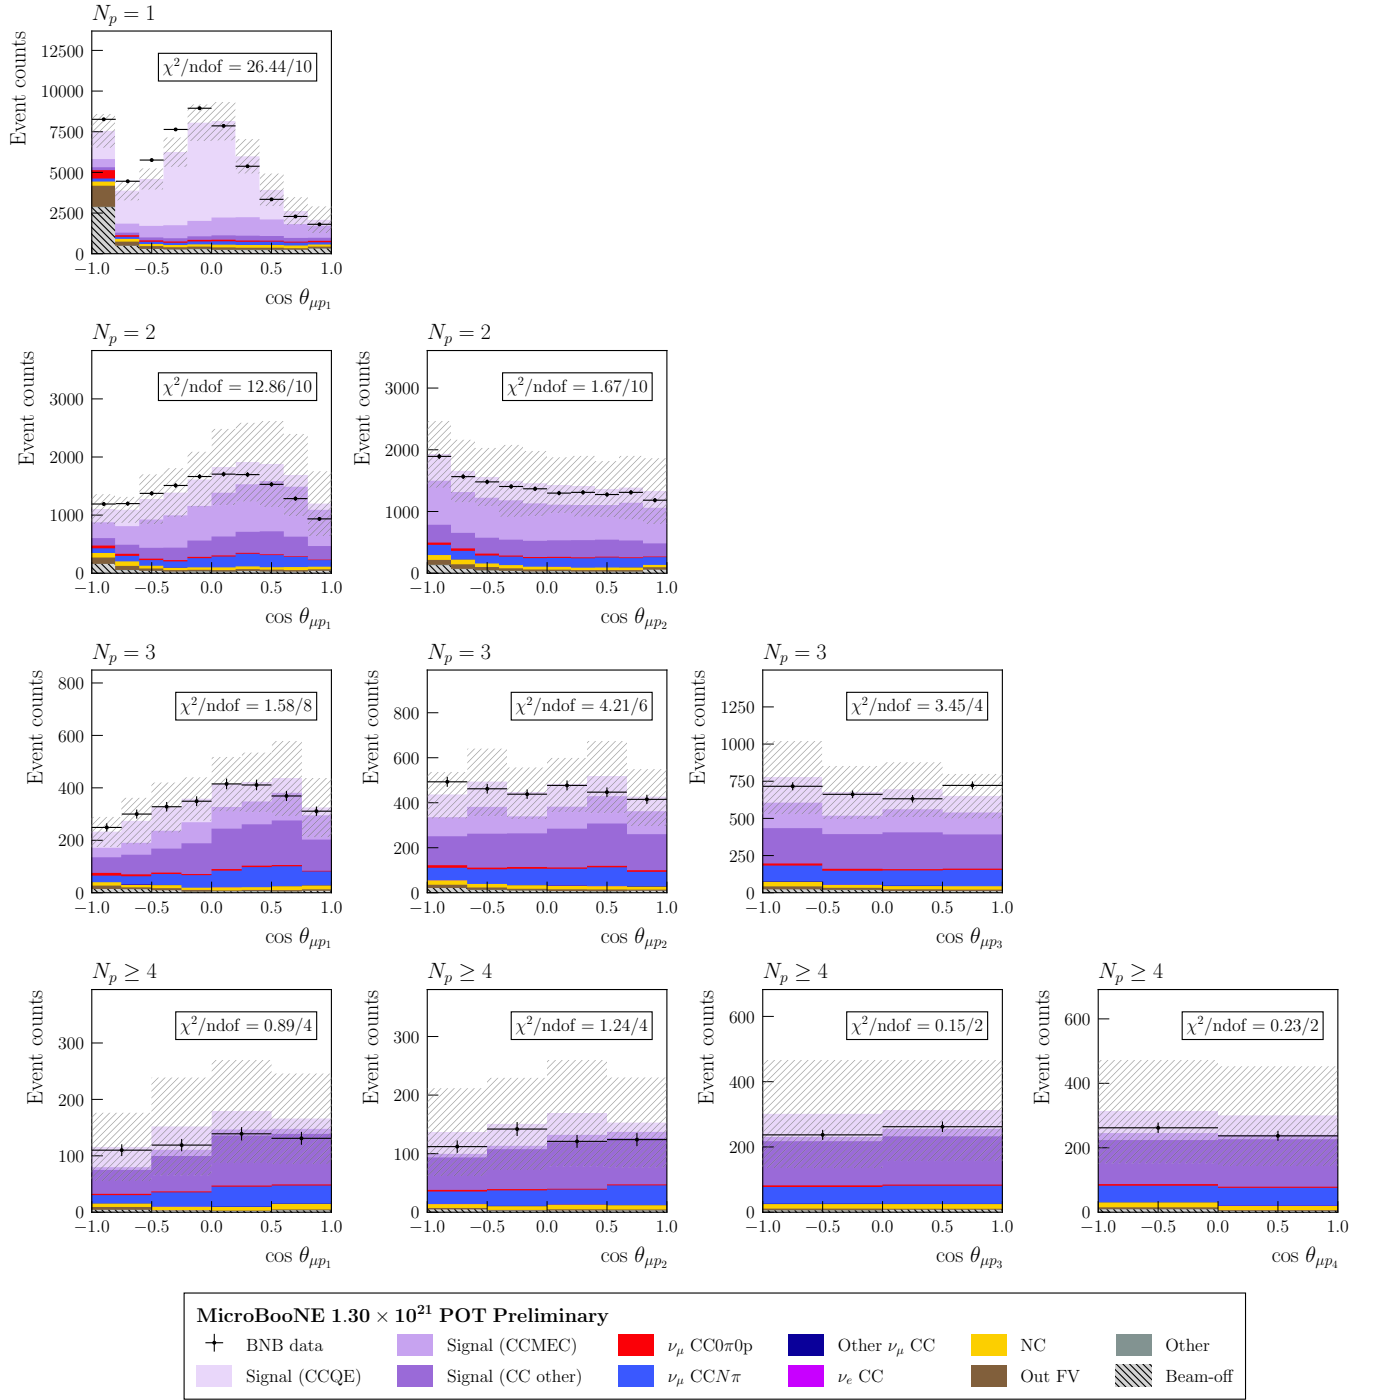 N_p = 1
Event counts
12500
10000
7500
5000
2500
0
χ²/ndof = 26.44/10
−1.0 −0.5 0.0 0.5 1.0
cos θ_μp₁
N_p = 2
Event counts
3000
2000
1000
0
χ²/ndof = 12.86/10
−1.0 −0.5 0.0 0.5 1.0
cos θ_μp₁
N_p = 2
Event counts
3000
2000
1000
0
χ²/ndof = 1.67/10
−1.0 −0.5 0.0 0.5 1.0
cos θ_μp₂
N_p = 3
Event counts
800
600
400
200
0
χ²/ndof = 1.58/8
−1.0 −0.5 0.0 0.5 1.0
cos θ_μp₁
N_p = 3
Event counts
800
600
400
200
0
χ²/ndof = 4.21/6
−1.0 −0.5 0.0 0.5 1.0
cos θ_μp₂
N_p = 3
Event counts
1250
1000
750
500
250
0
χ²/ndof = 3.45/4
−1.0 −0.5 0.0 0.5 1.0
cos θ_μp₃
N_p ≥ 4
Event counts
300
200
100
0
χ²/ndof = 0.89/4
−1.0 −0.5 0.0 0.5 1.0
cos θ_μp₁
N_p ≥ 4
Event counts
300
200
100
0
χ²/ndof = 1.24/4
−1.0 −0.5 0.0 0.5 1.0
cos θ_μp₂
N_p ≥ 4
Event counts
600
400
200
0
χ²/ndof = 0.15/2
−1.0 −0.5 0.0 0.5 1.0
cos θ_μp₃
N_p ≥ 4
Event counts
600
400
200
0
χ²/ndof = 0.23/2
−1.0 −0.5 0.0 0.5 1.0
cos θ_μp₄
MicroBooNE 1.30 × 10²¹ POT Preliminary
BNB data Signal (CCMEC) ν_μ CC0π0p Other ν_μ CC NC Other
Signal (CCQE) Signal (CC other) ν_μ CCNπ ν_e CC Out FV Beam-off